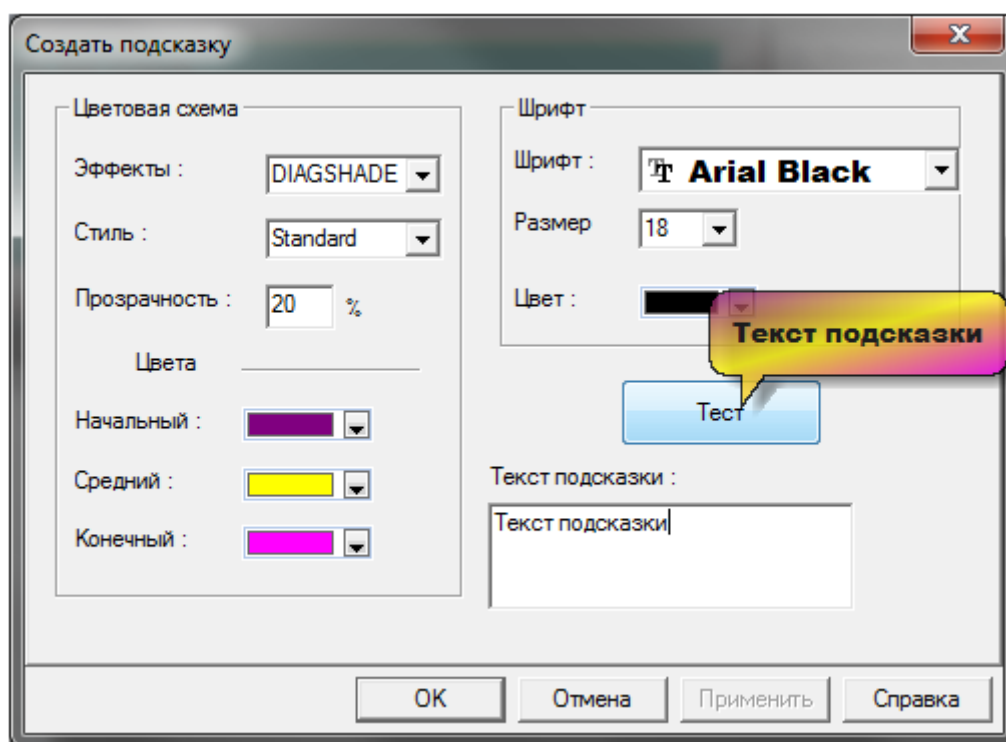 Создать подсказку
Цветовая схема
Эффекты :
DIAGSHADE
Стиль :
Standard
Прозрачность :
20
%
Цвета
Начальный :
Средний :
Конечный :
Шрифт
Шрифт :
Arial Black
Размер
18
Цвет :
Текст подсказки
Тест
Текст подсказки :
Текст подсказки
OK
Отмена
Применить
Справка